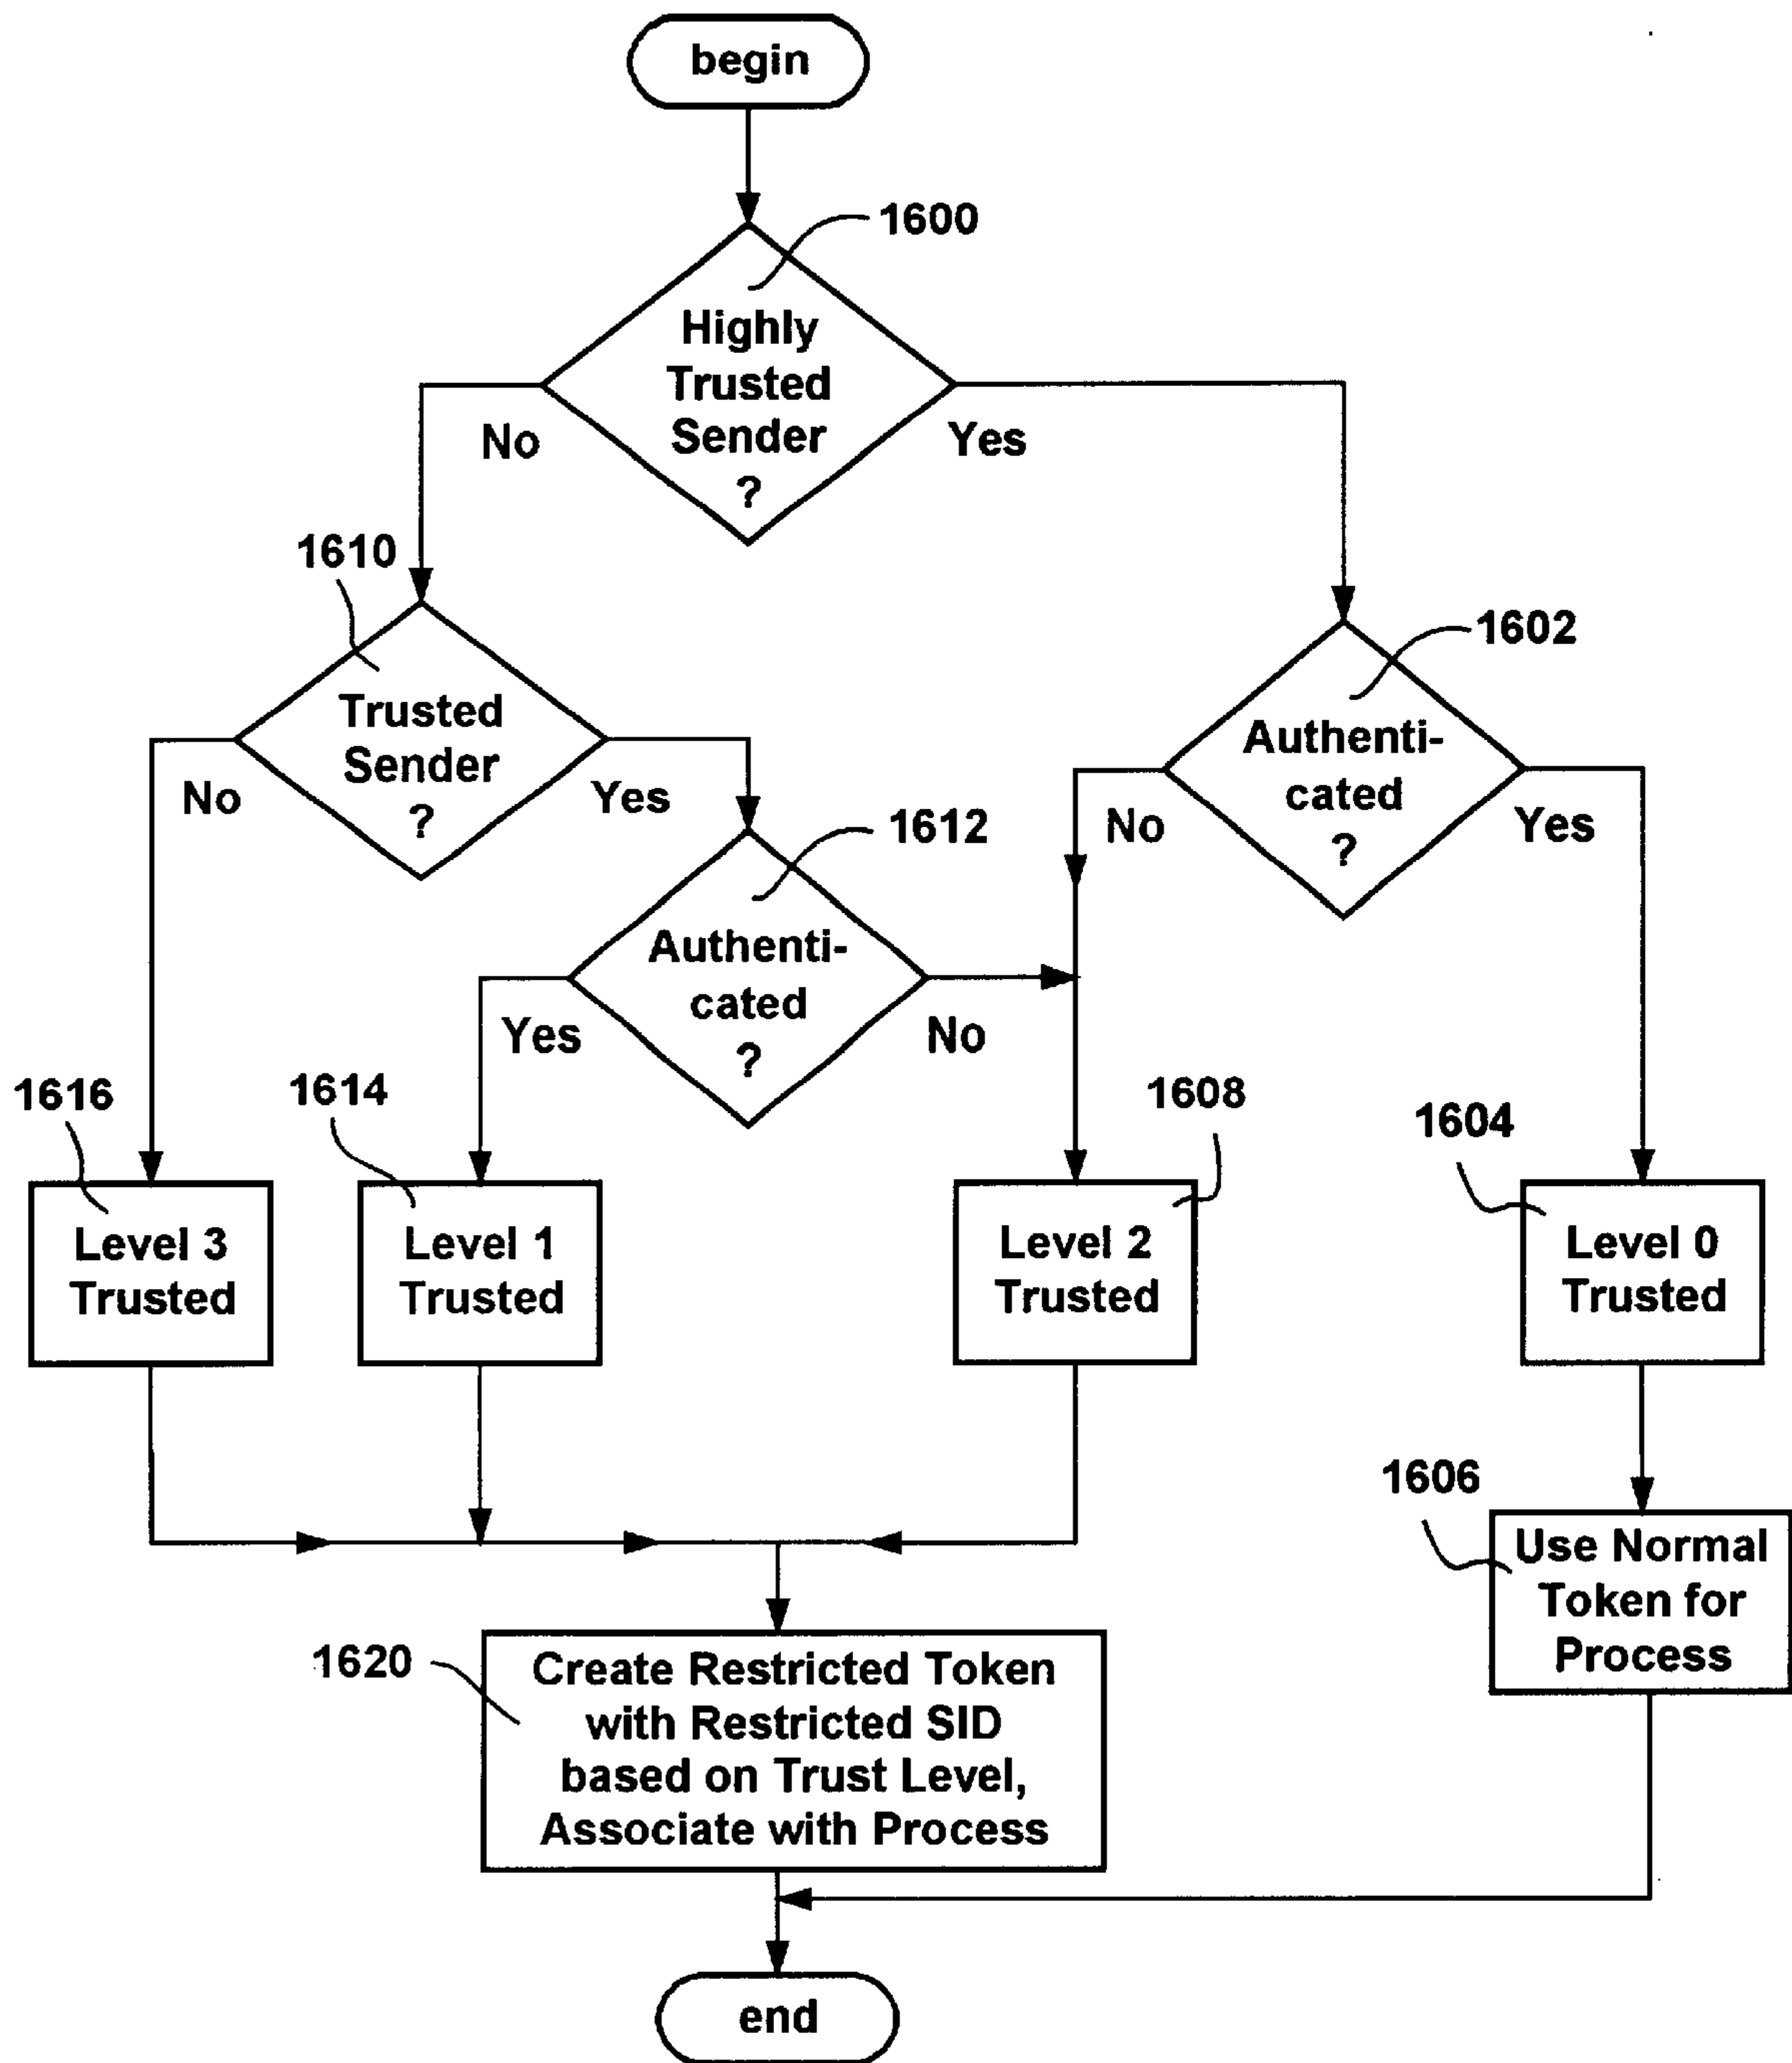 begin
1600
Highly
Trusted
Sender
?
No
Yes
1610
1602
Trusted
Sender
?
No
Yes
Authenti-
cated
?
No
Yes
1612
Authenti-
cated
?
Yes
No
1616
1614
1608
1604
Level 3
Trusted
Level 1
Trusted
Level 2
Trusted
Level 0
Trusted
1606
Use Normal
Token for
Process
1620
Create Restricted Token
with Restricted SID
based on Trust Level,
Associate with Process
end